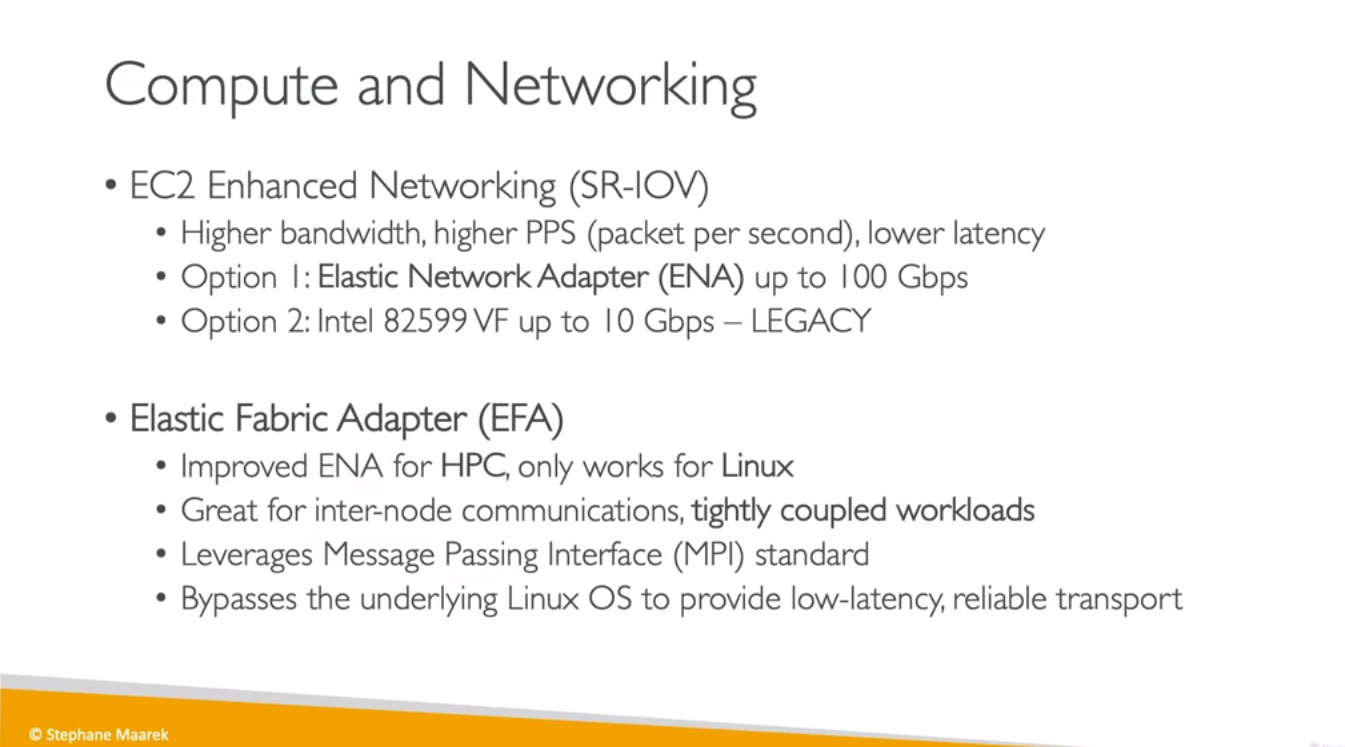 Compute and Networking
• EC2 Enhanced Networking (SR-IOV)
• Higher bandwidth, higher PPS (packet per second), lower latency
• Option 1: Elastic Network Adapter (ENA) up to 100 Gbps
• Option 2: Intel 82599 VF up to 10 Gbps – LEGACY
• Elastic Fabric Adapter (EFA)
• Improved ENA for HPC, only works for Linux
• Great for inter-node communications, tightly coupled workloads
• Leverages Message Passing Interface (MPI) standard
• Bypasses the underlying Linux OS to provide low-latency, reliable transport
© Stephane Maarek